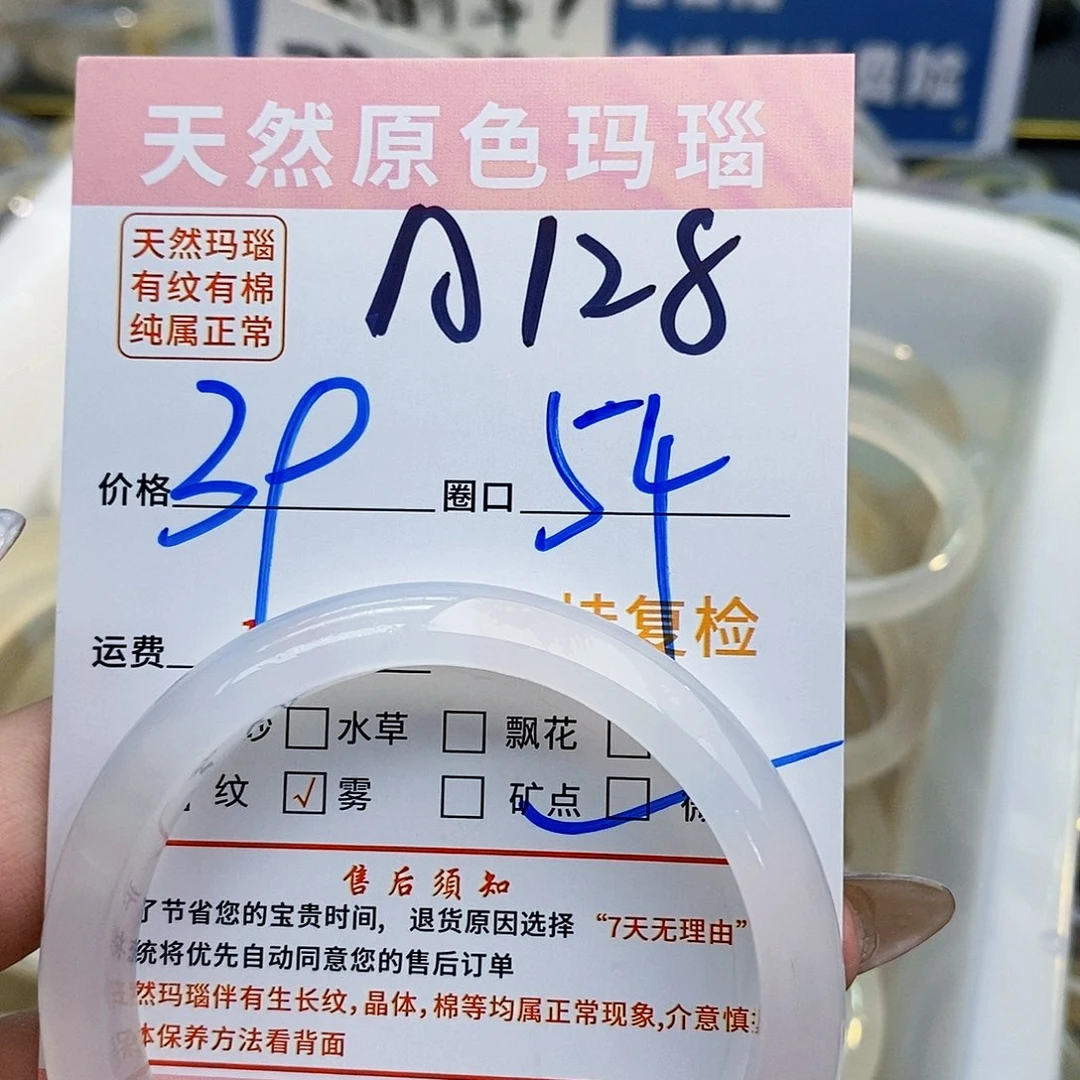 天然原色玛瑙
天然玛瑙
有纹有棉
纯属正常
A128
价格39
圈口54
运费
复检
水草 飘花
纹 √ 雾 矿点
售后须知
了节省您的宝贵时间，退货原因选择“7天无理由”
统将优先自动同意您的售后订单
然玛瑙伴有生长纹,晶体,棉等均属正常现象,介意慎
体保养方法看背面